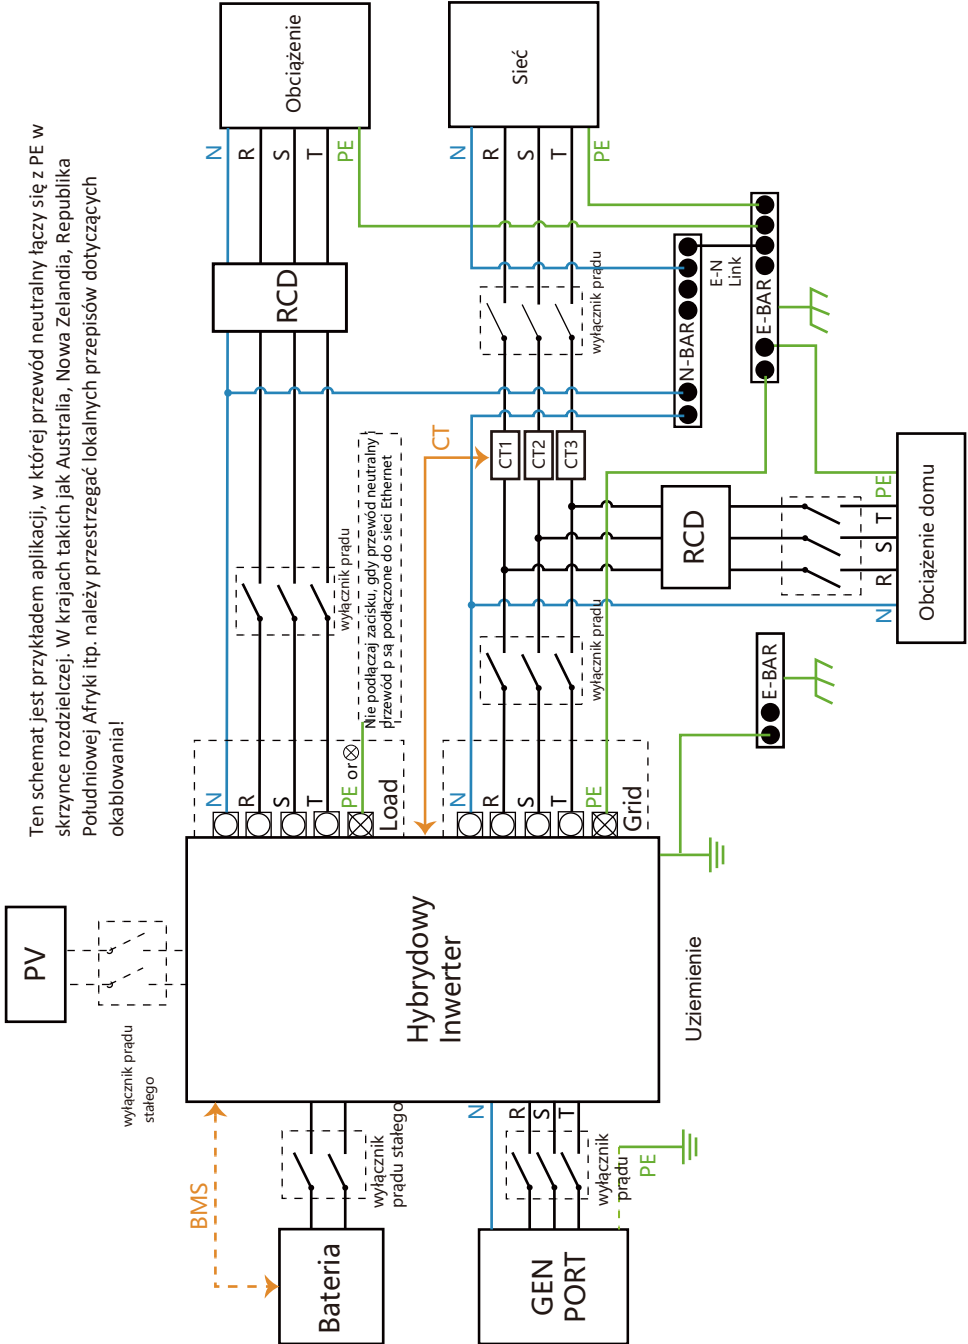 Ten schemat jest przykładem aplikacji, w której przewód neutralny łączy się z PE w
skrzynce rozdzielczej. W krajach takich jak Australia, Nowa Zelandia, Republika
Południowej Afryki itp. należy przestrzegać lokalnych przepisów dotyczących
okablowania!
PV
wyłącznik prądu
stałego
BMS
Bateria
wyłącznik
prądu stałego
GEN
PORT
N
R
S
T
wyłącznik
prądu
PE
Hybrydowy
Inwerter
Uziemienie
N
R
S
T
PE or
Load
wyłącznik prądu
Nie podłączaj zacisku, gdy przewód neutralny i
przewód p są podłączone do sieci Ethernet
RCD
N
R
S
T
PE
Obciążenie
CT
N
R
S
T
PE
Grid
wyłącznik prądu
CT1
CT2
CT3
wyłącznik prądu
N
R
S
T
PE
Sieć
N-BAR
E-N
Link
E-BAR
RCD
N
R
S
T
PE
Obciążenie domu
E-BAR